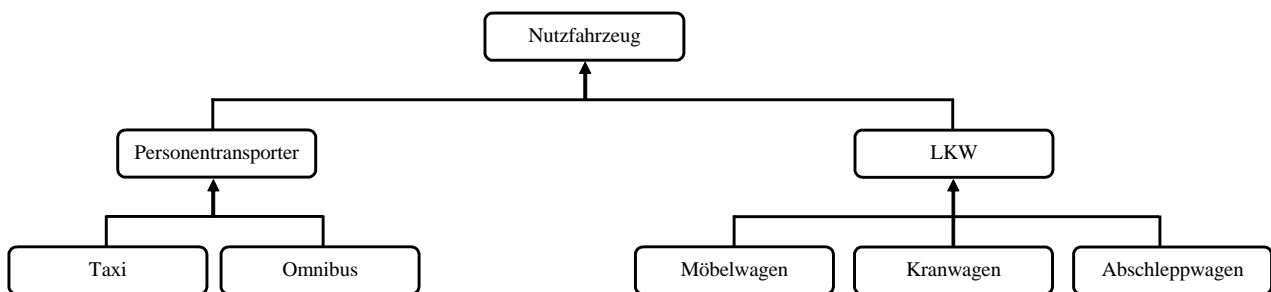 Nutzfahrzeug
Personentransporter
LKW
Taxi
Omnibus
Möbelwagen
Kranwagen
Abschleppwagen